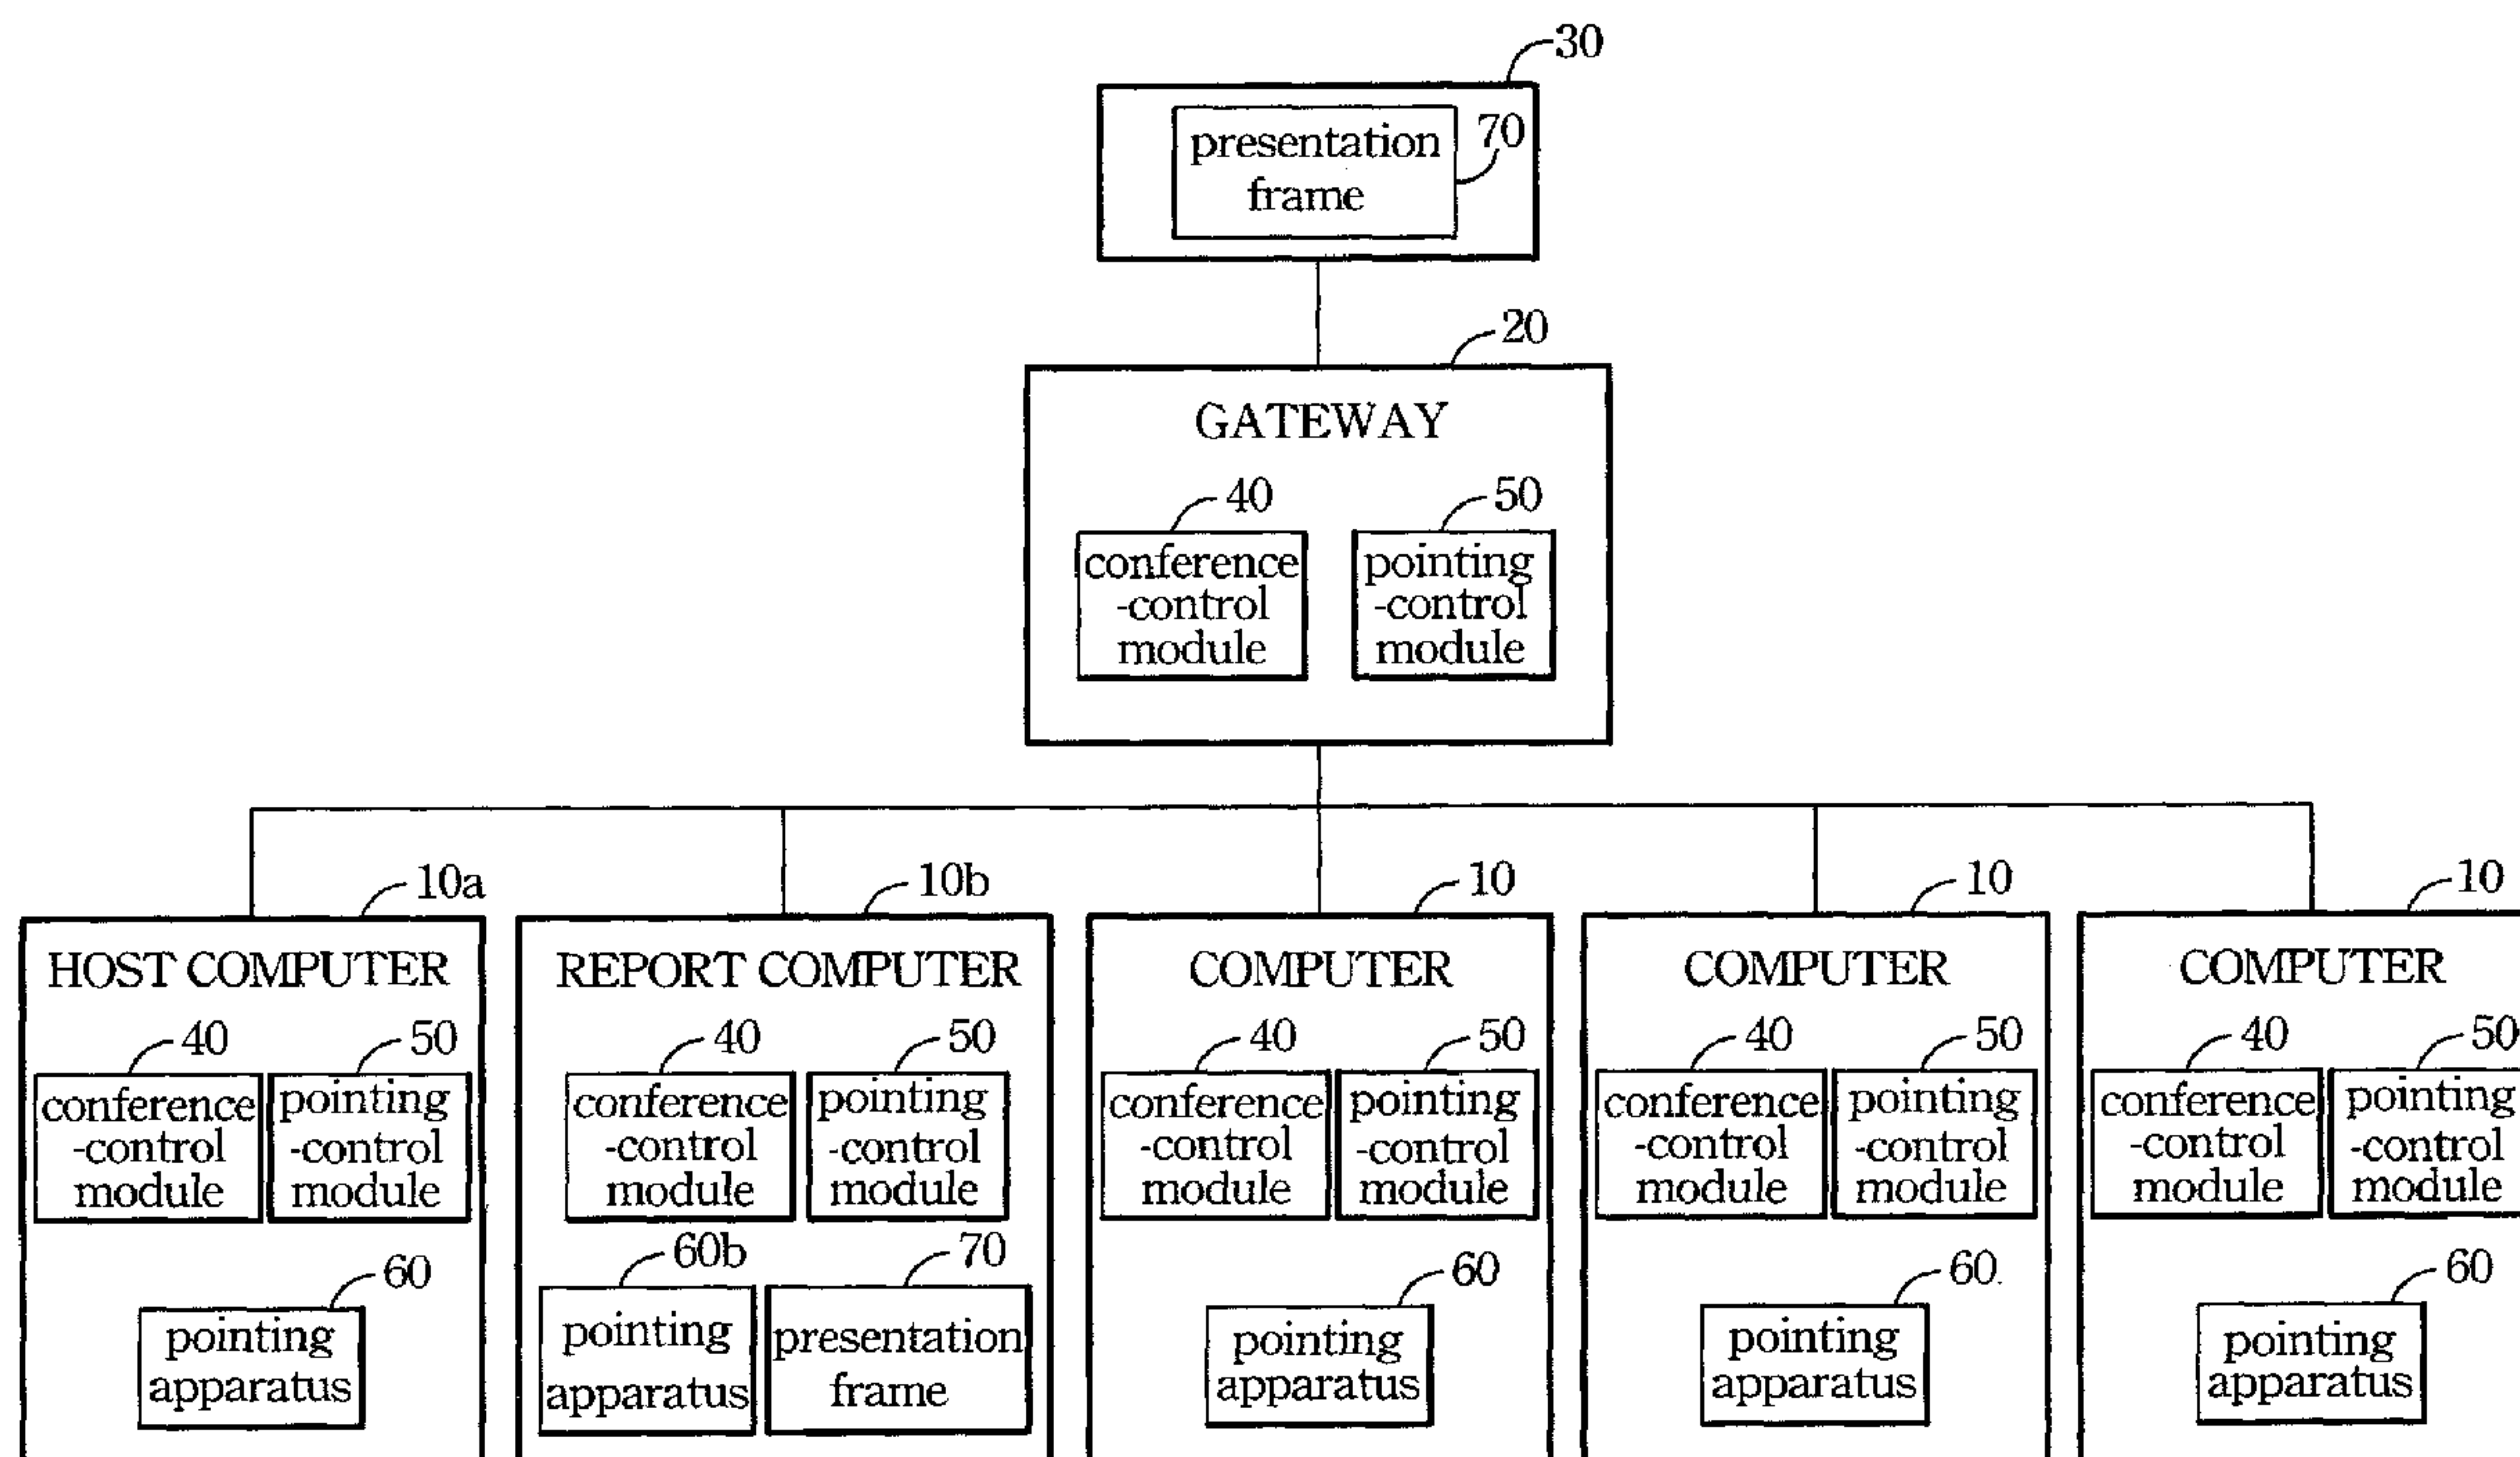 30
presentation
frame
70
20
GATEWAY
40
50
conference
-control
module
pointing
-control
module
10a
10b
10
10
10
HOST COMPUTER
40
50
conference
-control
module
pointing
-control
module
60
pointing
apparatus
REPORT COMPUTER
40
50
conference
-control
module
pointing
-control
module
60b
70
pointing
apparatus
presentation
frame
COMPUTER
40
50
conference
-control
module
pointing
-control
module
60
pointing
apparatus
COMPUTER
40
50
conference
-control
module
pointing
-control
module
60
pointing
apparatus
COMPUTER
40
50
conference
-control
module
pointing
-control
module
60
pointing
apparatus